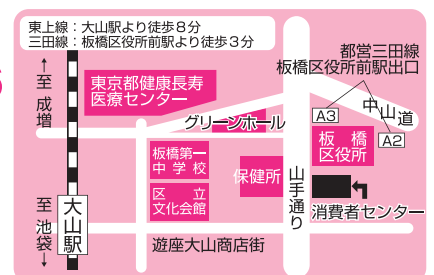 東上線：大山駅より徒歩８分
三田線：板橋区役所前駅より徒歩３分
都営三田線
板橋区役所前駅出口
↑至 成増
東京都健康長寿
医療センター
グリーンホール
A3
中山道
A2
板橋
区役所
板橋第一
中学校
保健所
山手通り
区立
文化会館
消費者センター
大山駅
至 池袋↓
遊座大山商店街